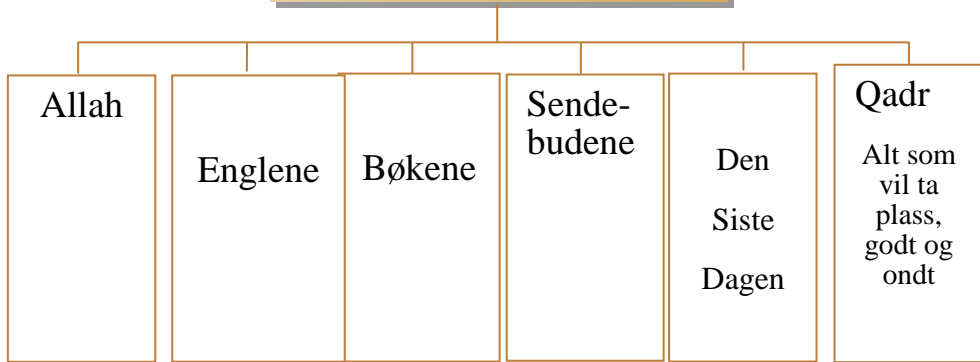 Allah
Englene
Bøkene
Sende-
budene
Den
Siste
Dagen
Qadr
Alt som
vil ta
plass,
godt og
ondt